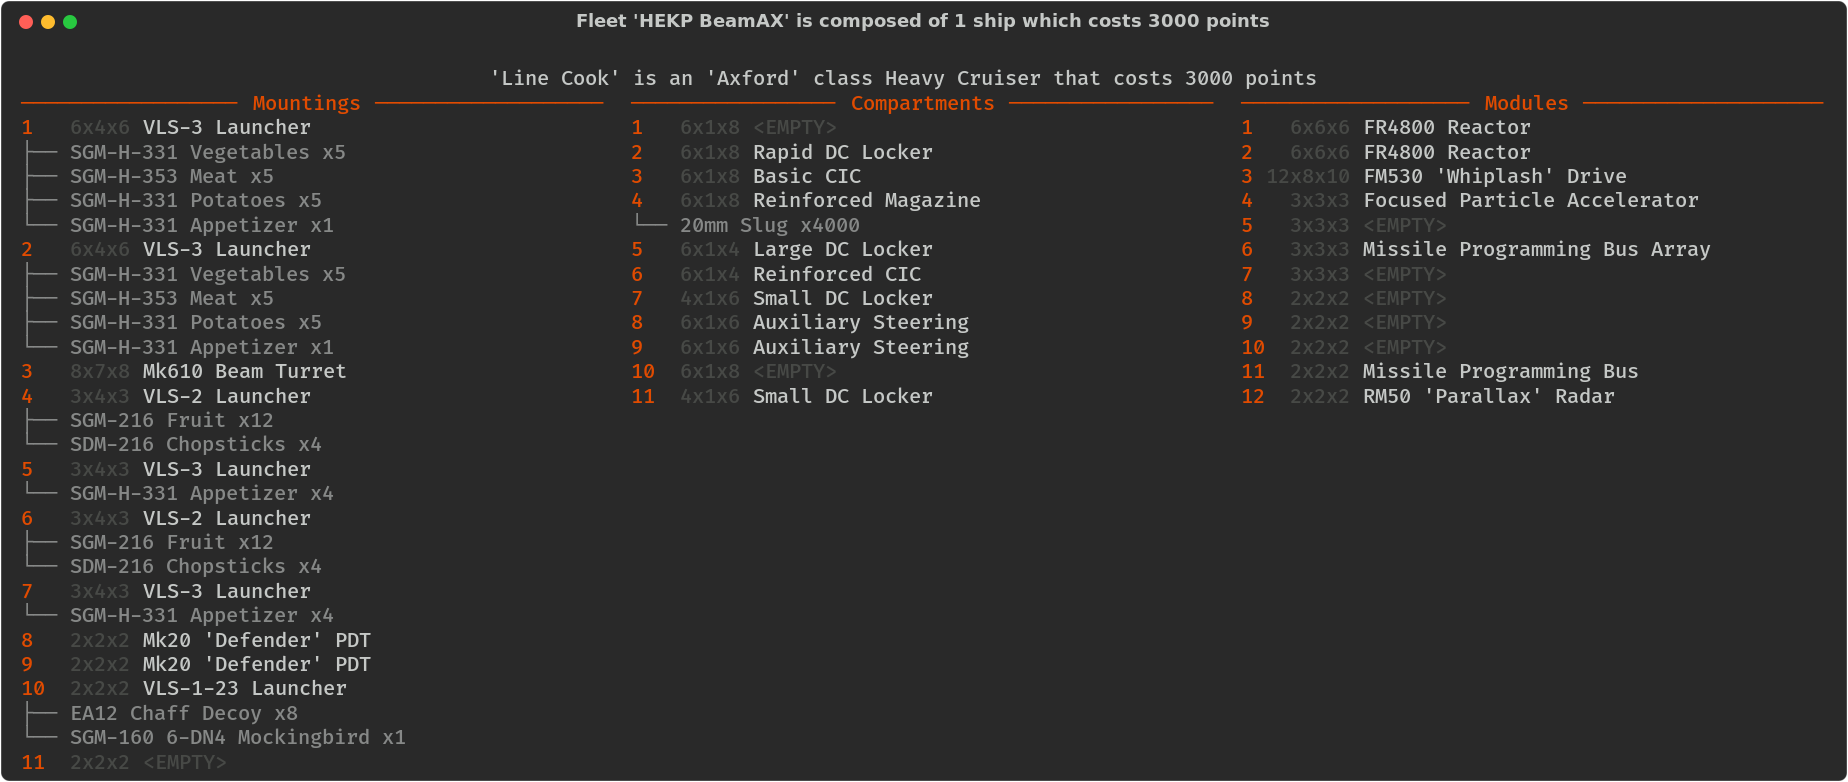 Fleet 'HEKP BeamAX' is composed of 1 ship which costs 3000 points
'Line Cook' is an 'Axford' class Heavy Cruiser that costs 3000 points
Mountings
1 6x4x6 VLS-3 Launcher
SGM-H-331 Vegetables x5
SGM-H-353 Meat x5
SGM-H-331 Potatoes x5
SGM-H-331 Appetizer x1
2 6x4x6 VLS-3 Launcher
SGM-H-331 Vegetables x5
SGM-H-353 Meat x5
SGM-H-331 Potatoes x5
SGM-H-331 Appetizer x1
3 8x7x8 Mk610 Beam Turret
4 3x4x3 VLS-2 Launcher
SGM-216 Fruit x12
SDM-216 Chopsticks x4
5 3x4x3 VLS-3 Launcher
SGM-H-331 Appetizer x4
6 3x4x3 VLS-2 Launcher
SGM-216 Fruit x12
SDM-216 Chopsticks x4
7 3x4x3 VLS-3 Launcher
SGM-H-331 Appetizer x4
8 2x2x2 Mk20 'Defender' PDT
9 2x2x2 Mk20 'Defender' PDT
10 2x2x2 VLS-1-23 Launcher
EA12 Chaff Decoy x8
SGM-160 6-DN4 Mockingbird x1
11 2x2x2 <EMPTY>
Compartments
1 6x1x8 <EMPTY>
2 6x1x8 Rapid DC Locker
3 6x1x8 Basic CIC
4 6x1x8 Reinforced Magazine
20mm Slug x4000
5 6x1x4 Large DC Locker
6 6x1x4 Reinforced CIC
7 4x1x6 Small DC Locker
8 6x1x6 Auxiliary Steering
9 6x1x6 Auxiliary Steering
10 6x1x8 <EMPTY>
11 4x1x6 Small DC Locker
Modules
1 6x6x6 FR4800 Reactor
2 6x6x6 FR4800 Reactor
3 12x8x10 FM530 'Whiplash' Drive
4 3x3x3 Focused Particle Accelerator
5 3x3x3 <EMPTY>
6 3x3x3 Missile Programming Bus Array
7 3x3x3 <EMPTY>
8 2x2x2 <EMPTY>
9 2x2x2 <EMPTY>
10 2x2x2 <EMPTY>
11 2x2x2 Missile Programming Bus
12 2x2x2 RM50 'Parallax' Radar